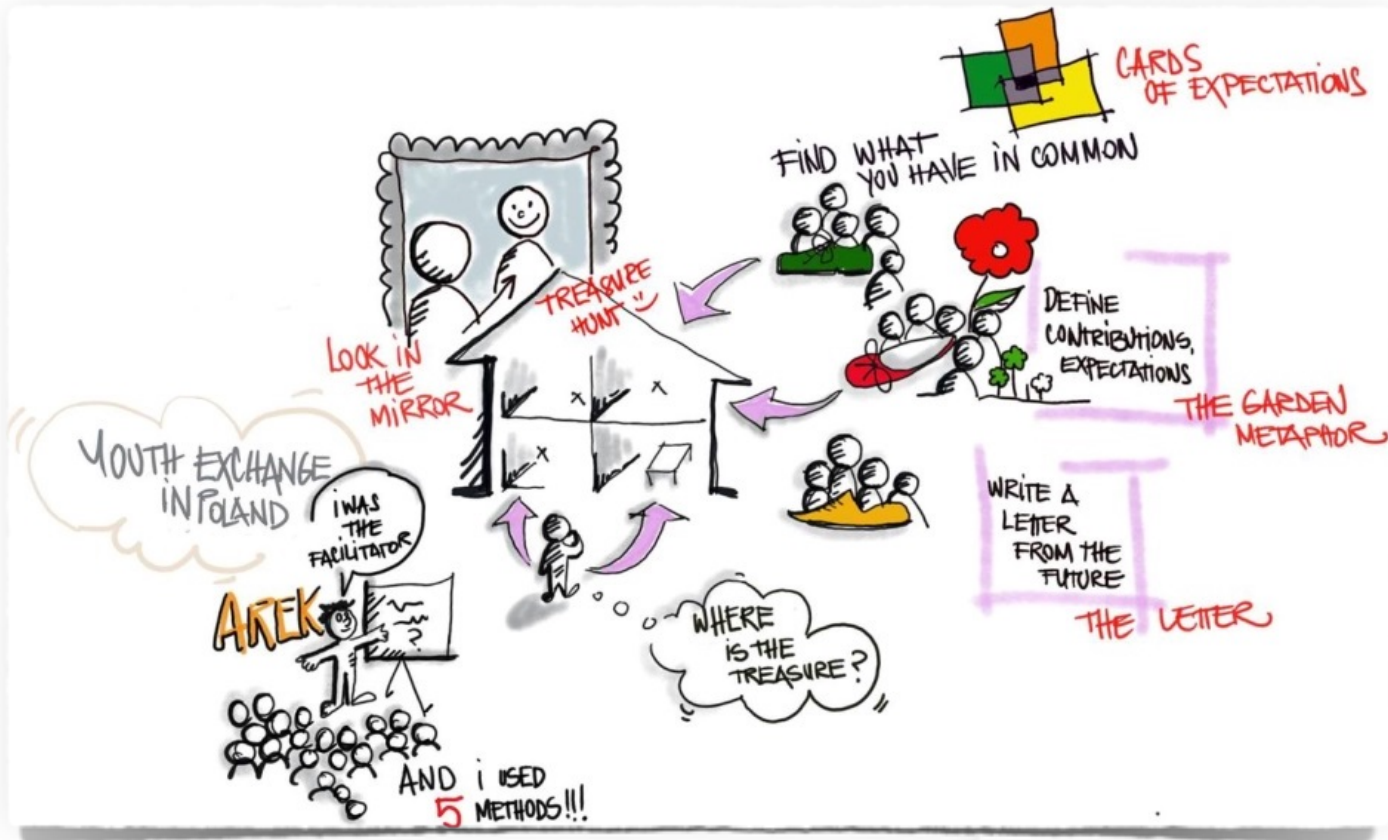 CARDS
OF EXPECTATIONS
FIND WHAT
YOU HAVE IN COMMON
TREASURE
HUNT
LOOK IN
THE
MIRROR
DEFINE
CONTRIBUTIONS,
EXPECTATIONS
THE GARDEN
METAPHOR
YOUTH EXCHANGE
IN POLAND
I WAS
THE
FACILITATOR
AREK
?
WRITE A
LETTER
FROM THE
FUTURE
THE LETTER
WHERE
IS THE
TREASURE?
AND I USED
5 METHODS!!!